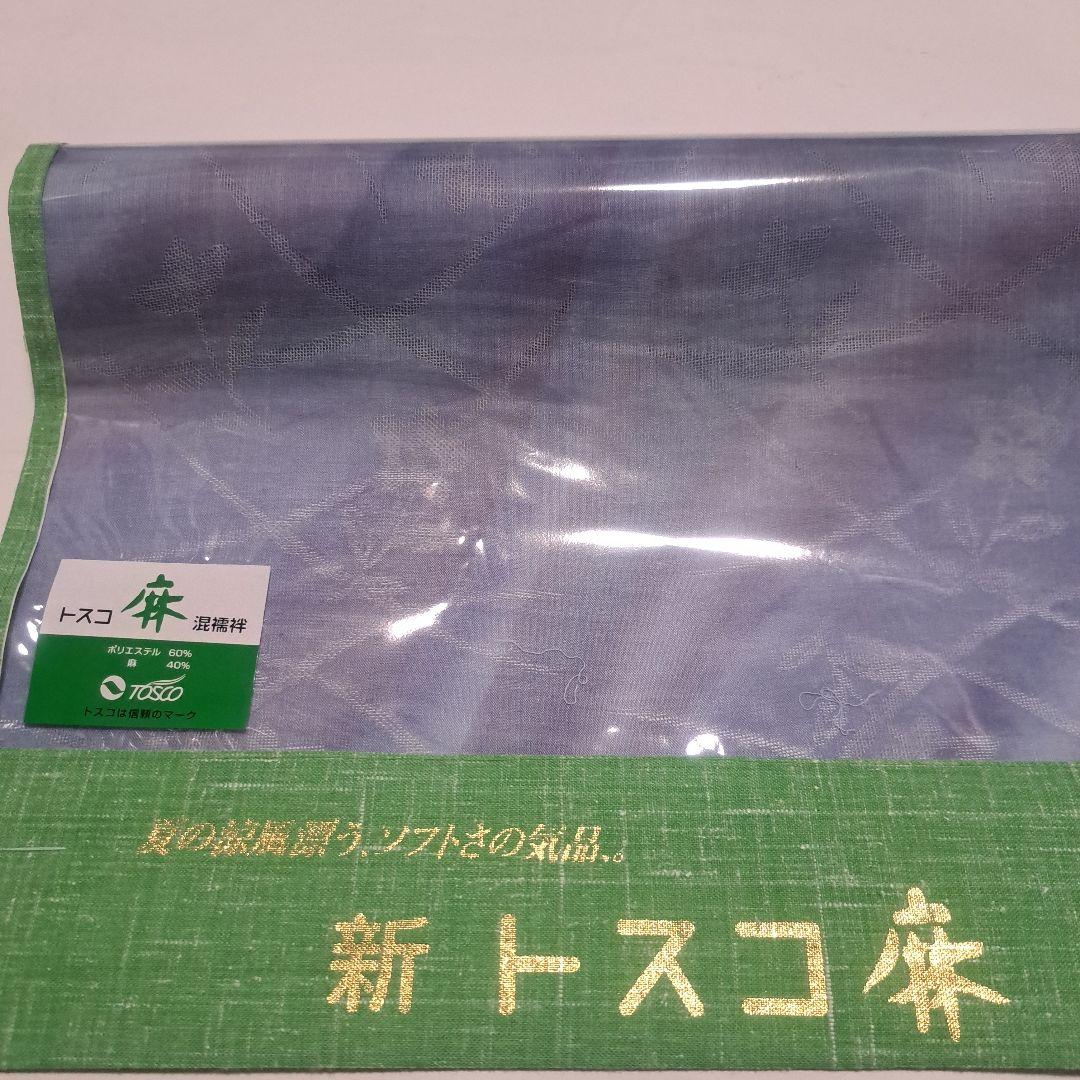 トスコ 麻 混襦袢
ポリエステル 60%
麻 40%
TOSCO
トスコは信頼のマーク
夏の涼風漂う、ソフトさの気品、。
新トスコ麻